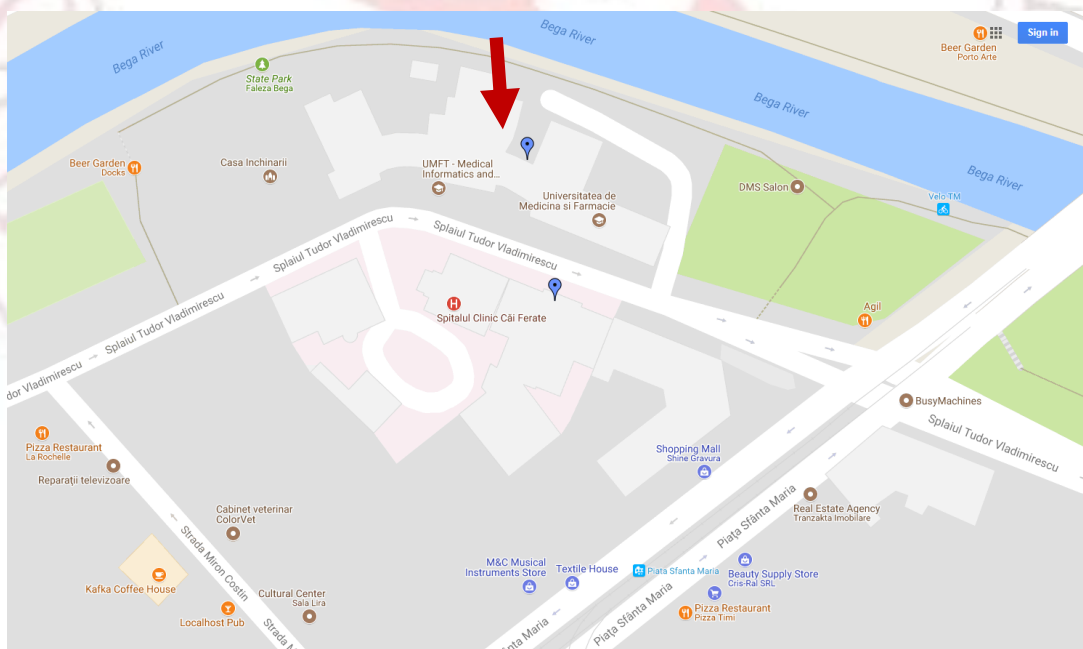 Bega River
Bega River
Sign in
Beer Garden
Porto Arte
State Park
Faleza Bega
Bega River
Beer Garden
Docks
Casa Inchinarii
UMFT - Medical
Informatics and...
Bega River
DMS Salon
Universitatea de
Medicina si Farmacie
Velo TM
Splaiul Tudor Vladimirescu
Splaiul Tudor Vladimirescu
Splaiul Tudor Vladimirescu
Agil
Spitalul Clinic Căi Ferate
dor Vladimirescu
BusyMachines
Splaiul Tudor Vladimirescu
Pizza Restaurant
La Rochelle
Shopping Mall
Shine Gravura
Reparații televizoare
Real Estate Agency
Tranzakta Imobilare
Cabinet veterinar
ColorVet
Piața Sfânta Maria
Strada Miron Costin
M&C Musical
Instruments Store
Textile House
Piata Sfanta Maria
Beauty Supply Store
Cris-Ral SRL
Kafka Coffee House
Cultural Center
Sala Lira
Pizza Restaurant
Pizza Timi
Localhost Pub
Piața Sfânta Maria
Strada M
ânta Maria